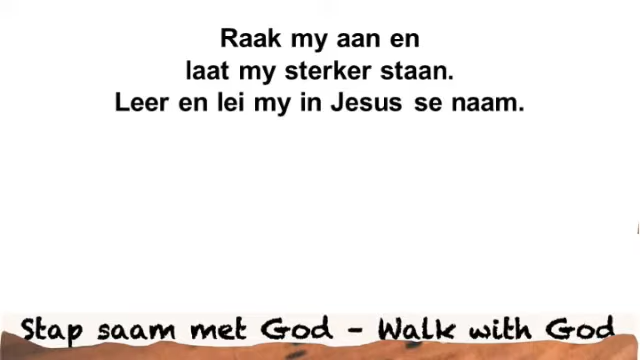 Raak my aan en
laat my sterker staan.
Leer en lei my in Jesus se naam.
Stap saam met God - Walk with God